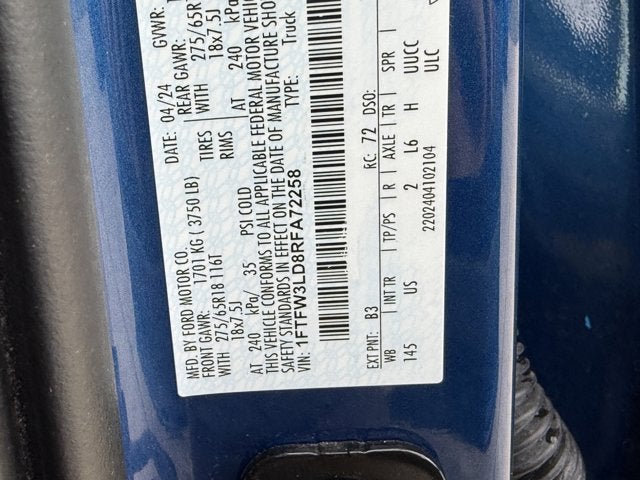 MFD. BY FORD MOTOR CO. DATE: 04/24 GVWR:
FRONT GAWR: 1701 KG ( 3750 LB) REAR GAWR:
WITH 275/65R18 116T TIRES WITH 275/65R
18x7.5J RIMS 18x7.5J
AT 240 kPa/ 35 PSI COLD AT 240 kPa
THIS VEHICLE CONFORMS TO ALL APPLICABLE FEDERAL MOTOR VEHICL
SAFETY STANDARDS IN EFFECT ON THE DATE OF MANUFACTURE SHOW
VIN: 1FTFW3LD8RFA72258 TYPE: Truck
EXT PNT: B3 RC: 72 DSO:
WB INT TR TP/PS R AXLE TR SPR
145 US 2 L6 H UUCC
2202404102104 ULC